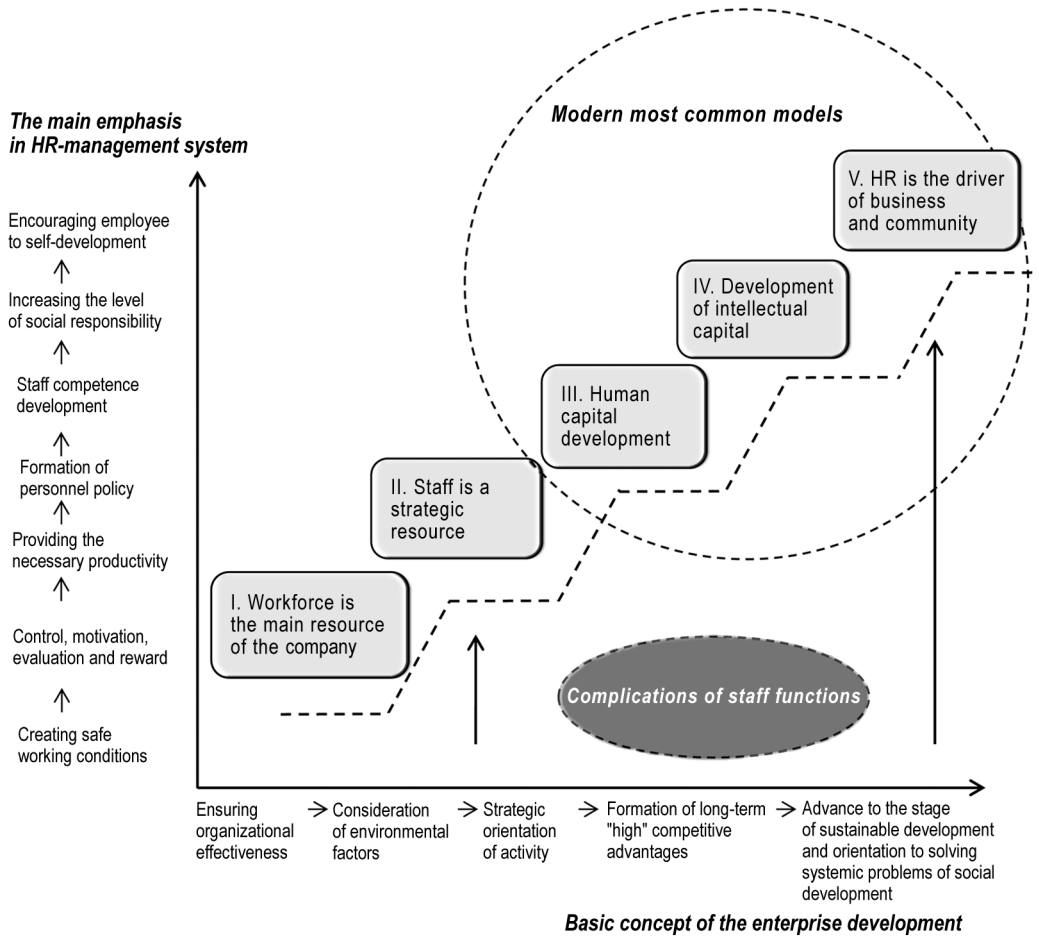 Modern most common models
The main emphasis
in HR-management system
V. HR is the driver
of business
and community
Encouraging employee
to self-development
IV. Development
of intellectual
capital
Increasing the level
of social responsibility
Staff competence
development
III. Human
capital
development
Formation of
personnel policy
II. Staff is a
strategic
resource
Providing the
necessary productivity
I. Workforce is
the main resource
of the company
Control, motivation,
evaluation and reward
Complications of staff functions
Creating safe
working conditions
Ensuring
organizational
effectiveness
Consideration
of environmental
factors
Strategic
orientation
of activity
Formation of long-term
"high" competitive
advantages
Advance to the stage
of sustainable development
and orientation to solving
systemic problems of social
development
Basic concept of the enterprise development